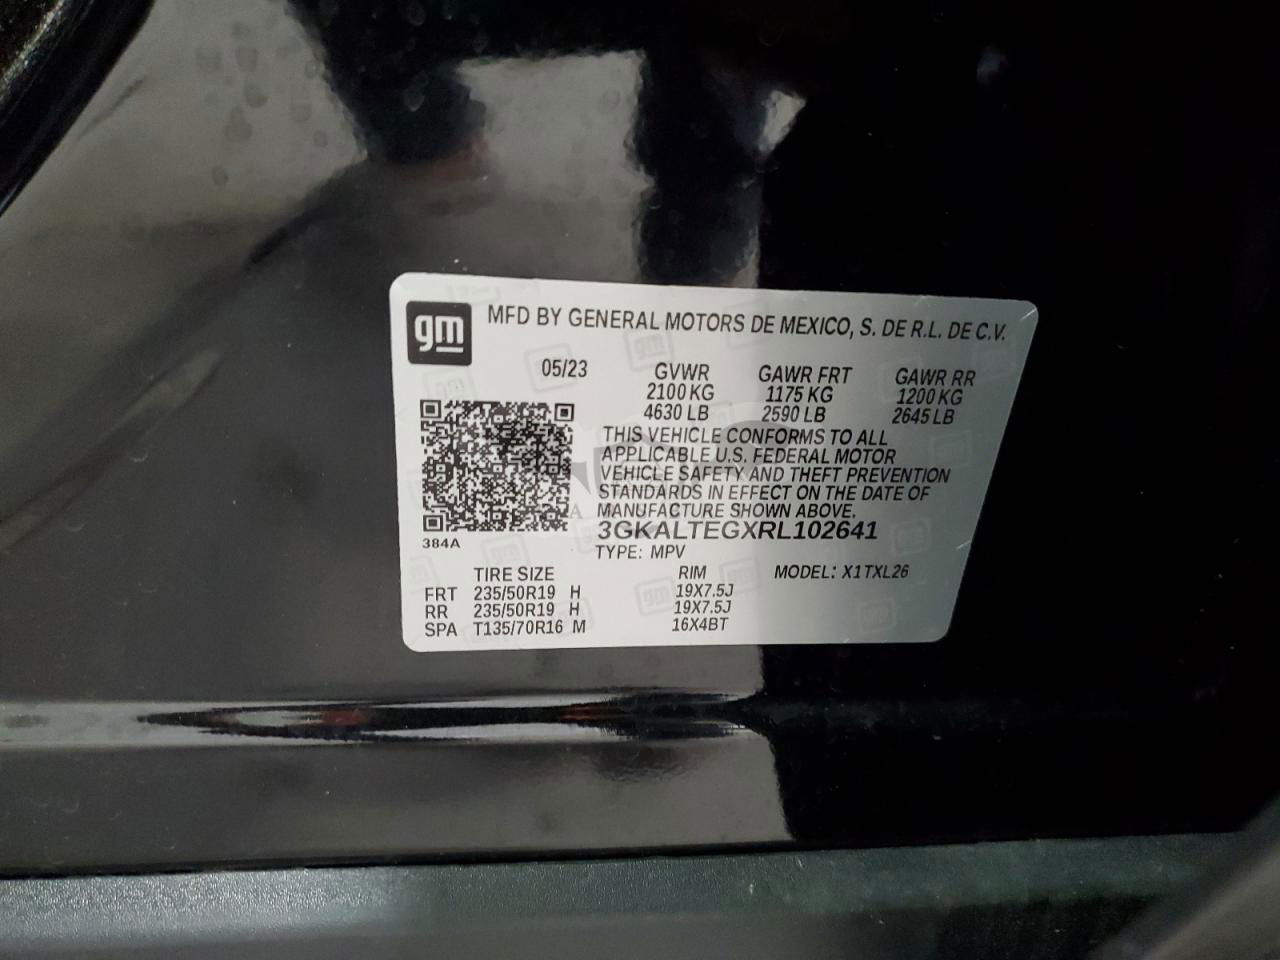 gm MFD BY GENERAL MOTORS DE MEXICO, S. DE R.L. DE C.V.
05/23 GVWR GAWR FRT GAWR RR
2100 KG 1175 KG 1200 KG
4630 LB 2590 LB 2645 LB
THIS VEHICLE CONFORMS TO ALL
APPLICABLE U.S. FEDERAL MOTOR
VEHICLE SAFETY AND THEFT PREVENTION
STANDARDS IN EFFECT ON THE DATE OF
MANUFACTURE SHOWN ABOVE.
3GKALTEGXRL102641
384A
TYPE: MPV
TIRE SIZE RIM MODEL: X1TXL26
FRT 235/50R19 H 19X7.5J
RR 235/50R19 H 19X7.5J
SPA T135/70R16 M 16X4BT